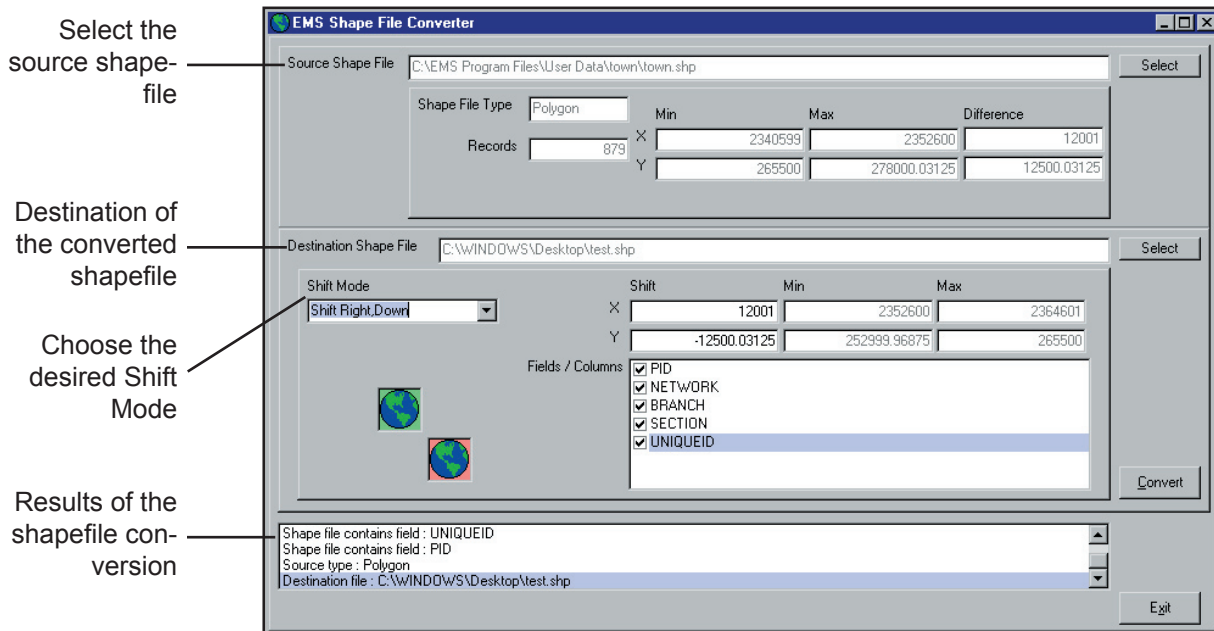 EMS Shape File Converter
Select the
source shape-
file
Source Shape File C:\EMS Program Files\User Data\town\town.shp Select
Shape File Type Polygon Min Max Difference
Records 879 X 2340599 2352600 12001
Y 265500 278000.03125 12500.03125
Destination of
the converted
shapefile
Destination Shape File C:\WINDOWS\Desktop\test.shp Select
Shift Mode Shift Min Max
Shift Right,Down X 12001 2352600 2364601
Y -12500.03125 252999.96875 265500
Choose the
desired Shift
Mode
Fields / Columns PID
NETWORK
BRANCH
SECTION
UNIQUEID
Convert
Results of the
shapefile con-
version
Shape file contains field : UNIQUEID
Shape file contains field : PID
Source type : Polygon
Destination file : C:\WINDOWS\Desktop\test.shp
Exit